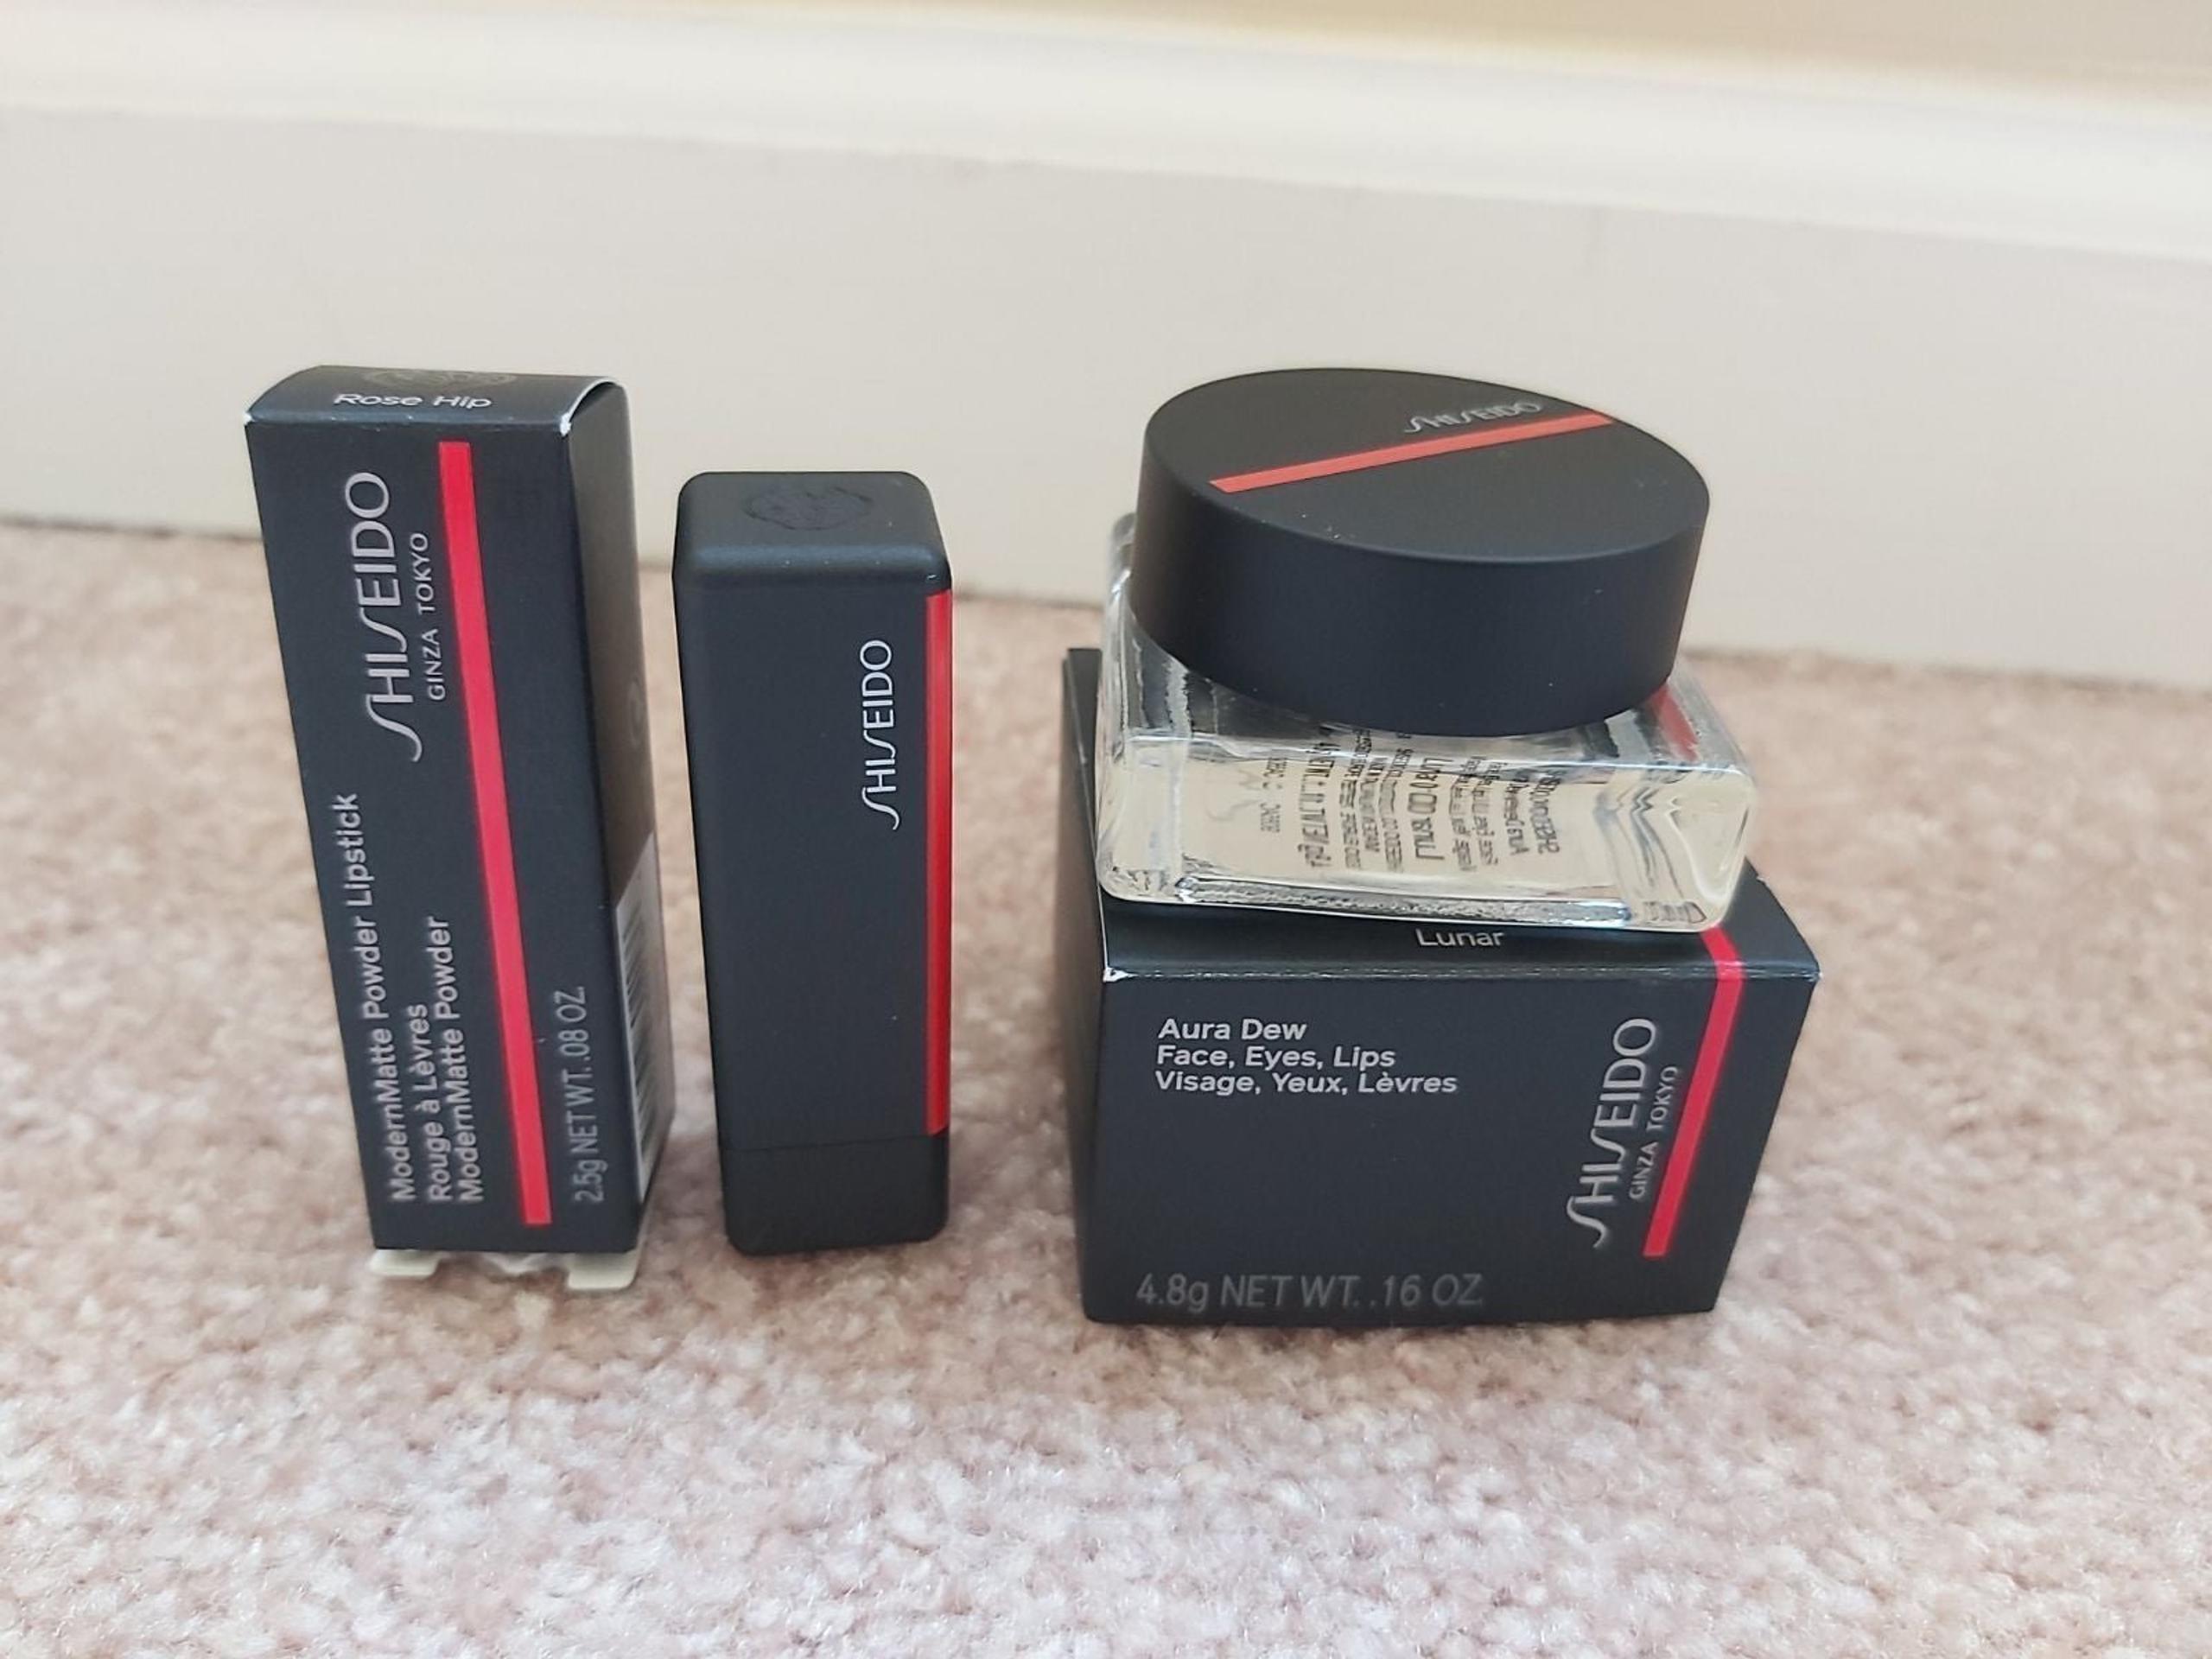 Rose Hip
SHISEIDO
GINZA TOKYO
ModernMatte Powder Lipstick
Rouge à Lèvres
ModernMatte Powder
2.5g NET WT. .08 OZ.
SHISEIDO
SHISEIDO
Lunar
Aura Dew
Face, Eyes, Lips
Visage, Yeux, Lèvres
SHISEIDO
GINZA TOKYO
4.8g NET WT. .16 OZ.